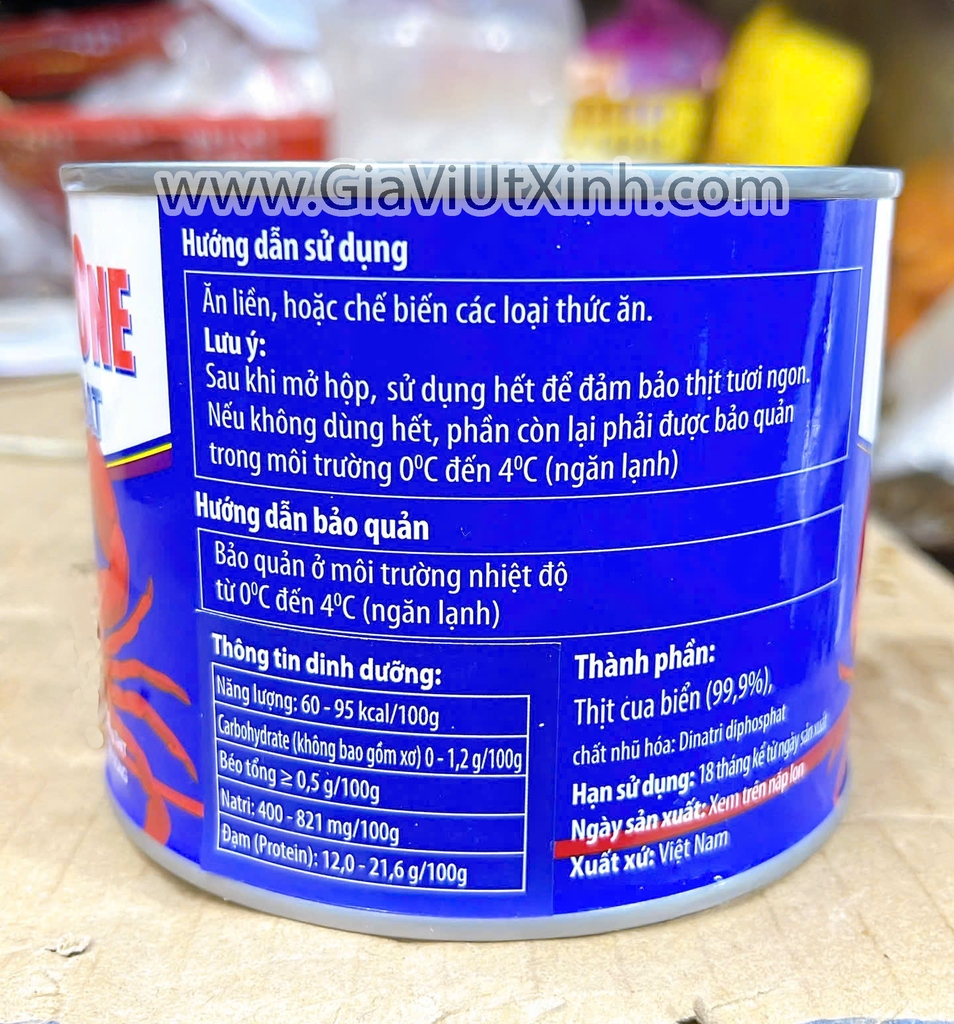 www.GiaViUtXinh.com
Hướng dẫn sử dụng
Ăn liền, hoặc chế biến các loại thức ăn.
Lưu ý:
Sau khi mở hộp, sử dụng hết để đảm bảo thịt tươi ngon.
Nếu không dùng hết, phần còn lại phải được bảo quản
trong môi trường 0⁰C đến 4⁰C (ngăn lạnh)
Hướng dẫn bảo quản
Bảo quản ở môi trường nhiệt độ
từ 0⁰C đến 4⁰C (ngăn lạnh)
Thông tin dinh dưỡng:
Năng lượng: 60 - 95 kcal/100g
Carbohydrate (không bao gồm xơ) 0 - 1,2 g/100g
Béo tổng ≥ 0,5 g/100g
Natri: 400 - 821 mg/100g
Đạm (Protein): 12,0 - 21,6 g/100g
Thành phần:
Thịt cua biển (99,9%),
chất nhũ hóa: Dinatri diphosphat
Hạn sử dụng: 18 tháng kể từ ngày sản xuất
Ngày sản xuất: Xem trên nắp lon
Xuất xứ: Việt Nam